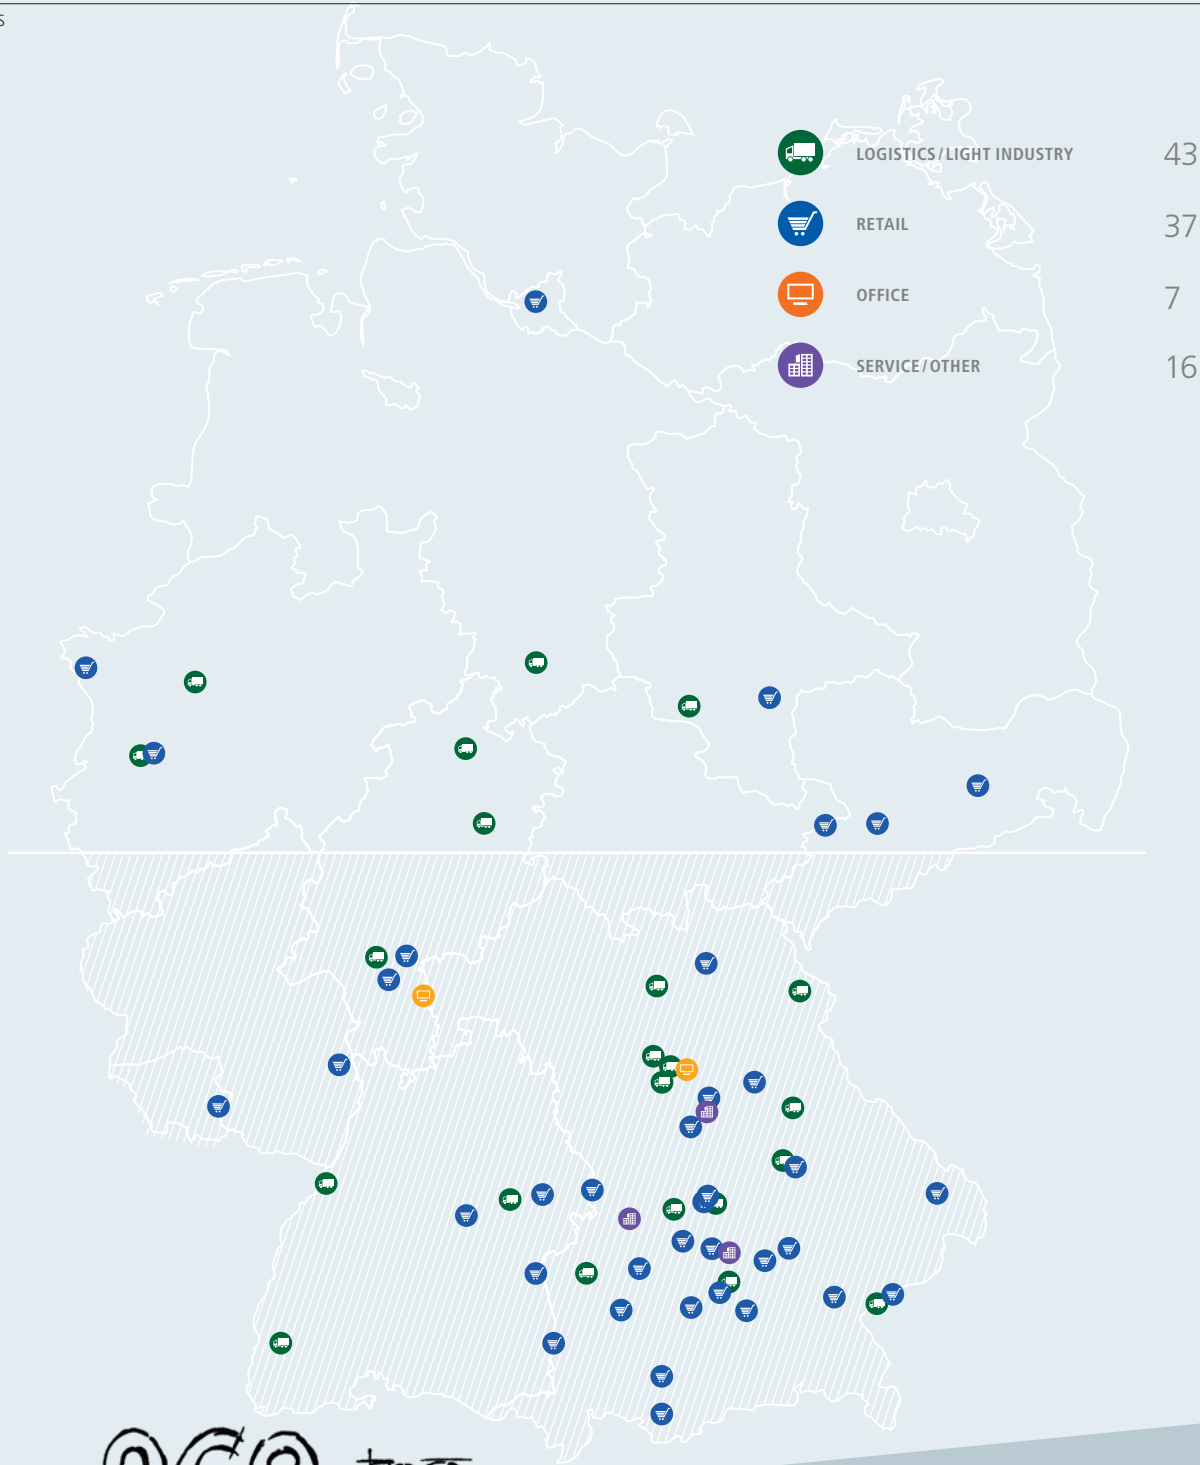 S
LOGISTICS/LIGHT INDUSTRY 43
RETAIL 37
OFFICE 7
SERVICE/OTHER 16